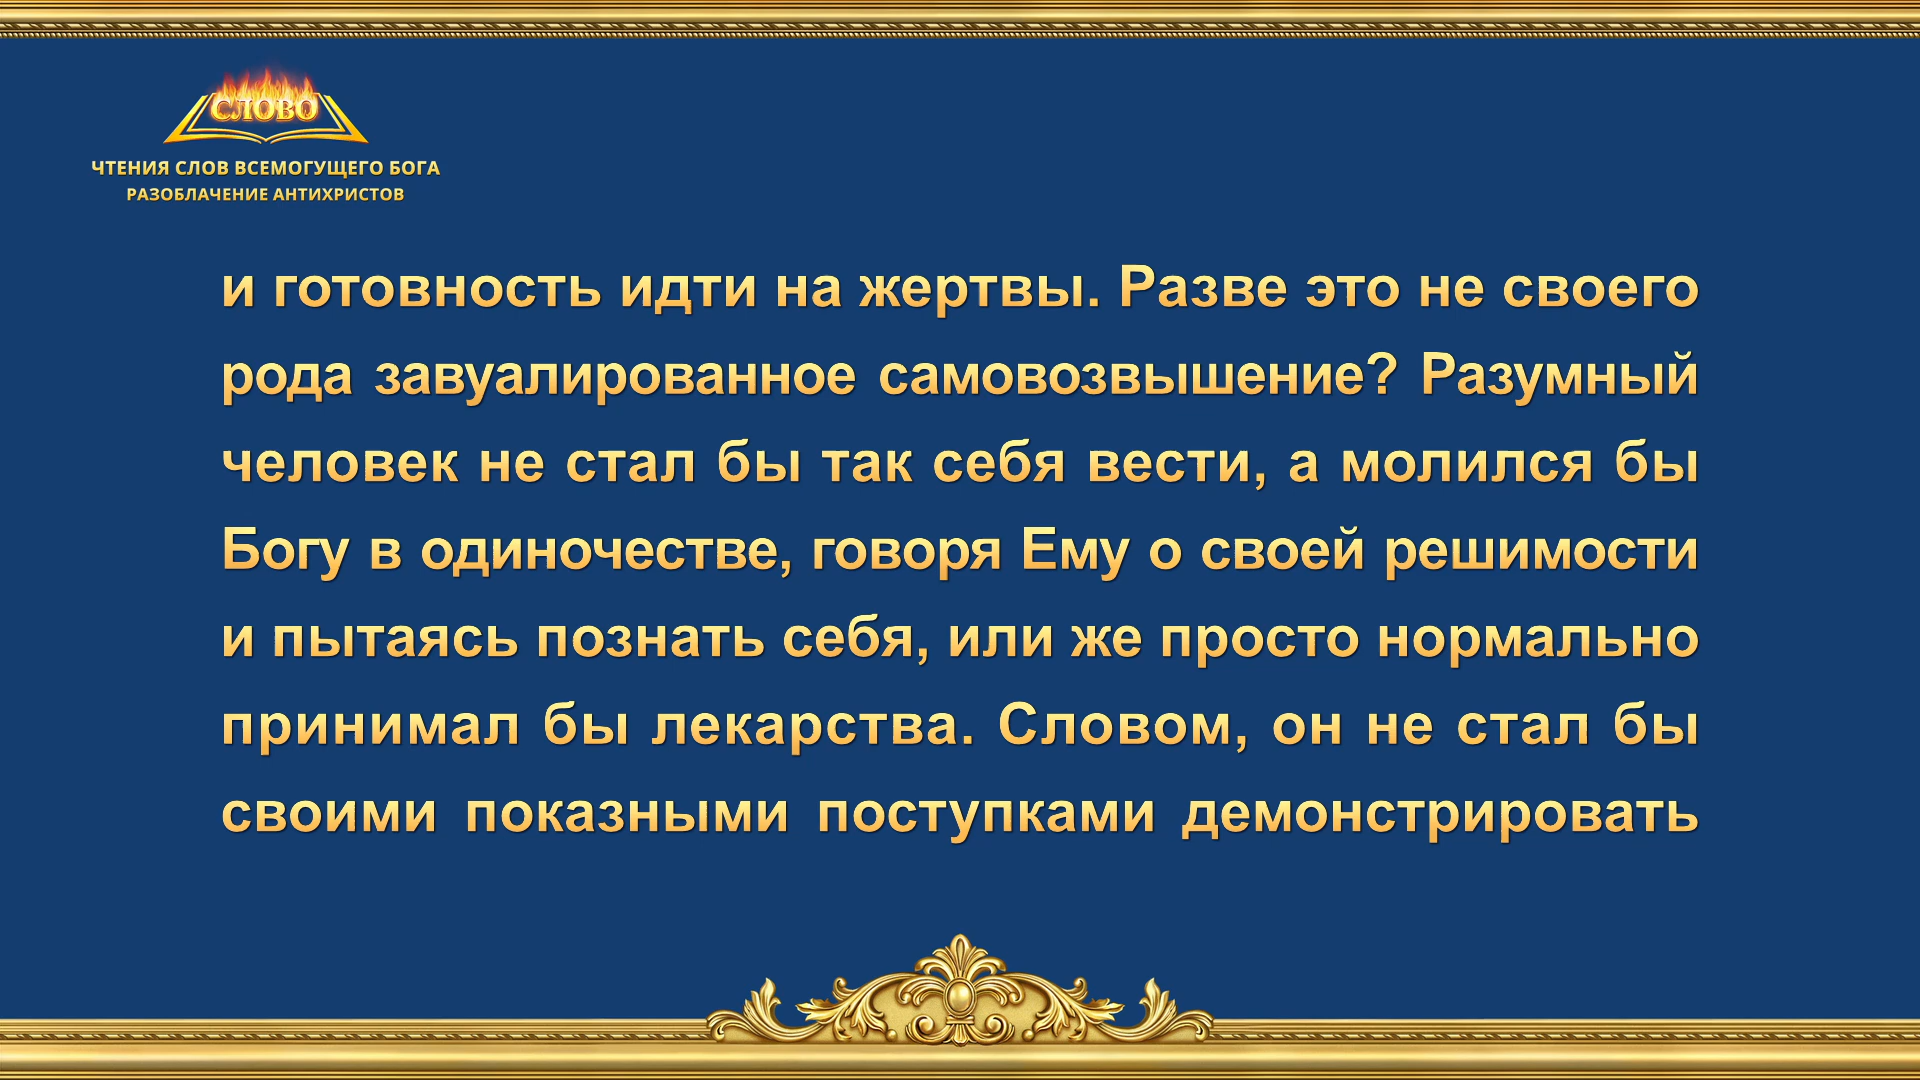 СЛОВО
ЧТЕНИЯ СЛОВ ВСЕМОГУЩЕГО БОГА
РАЗОБЛАЧЕНИЕ АНТИХРИСТОВ
и готовность идти на жертвы. Разве это не своего
рода завуалированное самовозвышение? Разумный
человек не стал бы так себя вести, а молился бы
Богу в одиночестве, говоря Ему о своей решимости
и пытаясь познать себя, или же просто нормально
принимал бы лекарства. Словом, он не стал бы
своими показными поступками демонстрировать